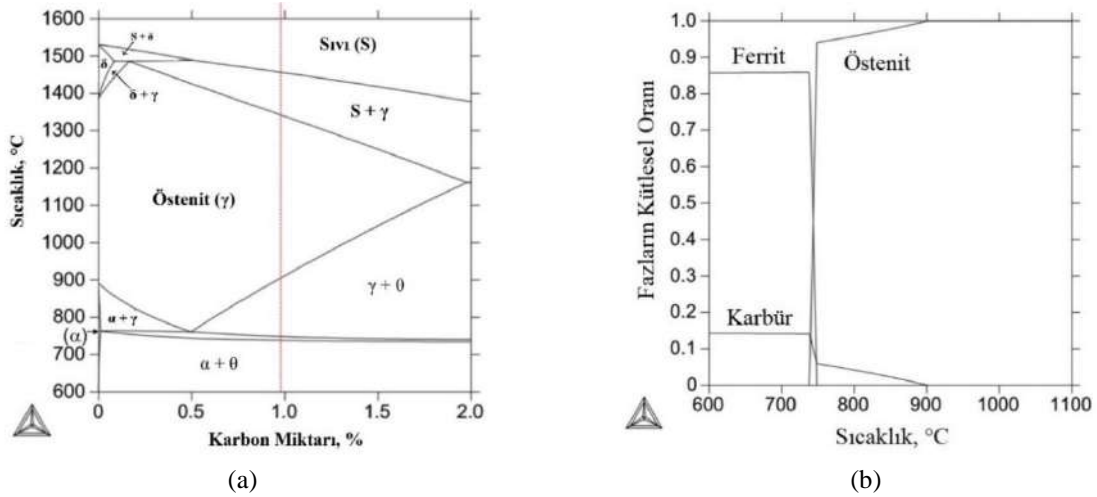 1600
1500
1400
1300
1200
1100
1000
900
800
700
600
Sıcaklık, °C
S + δ
δ
δ + γ
Sıvı (S)
S + γ
Östenit (γ)
γ + θ
α + γ
(α)
α + θ
0 0.5 1.0 1.5 2.0
Karbon Miktarı, %
(a)
1.0
0.9
0.8
0.7
0.6
0.5
0.4
0.3
0.2
0.1
0
Fazların Kütlesel Oranı
Ferrit
Östenit
Karbür
600 700 800 900 1000 1100
Sıcaklık, °C
(b)